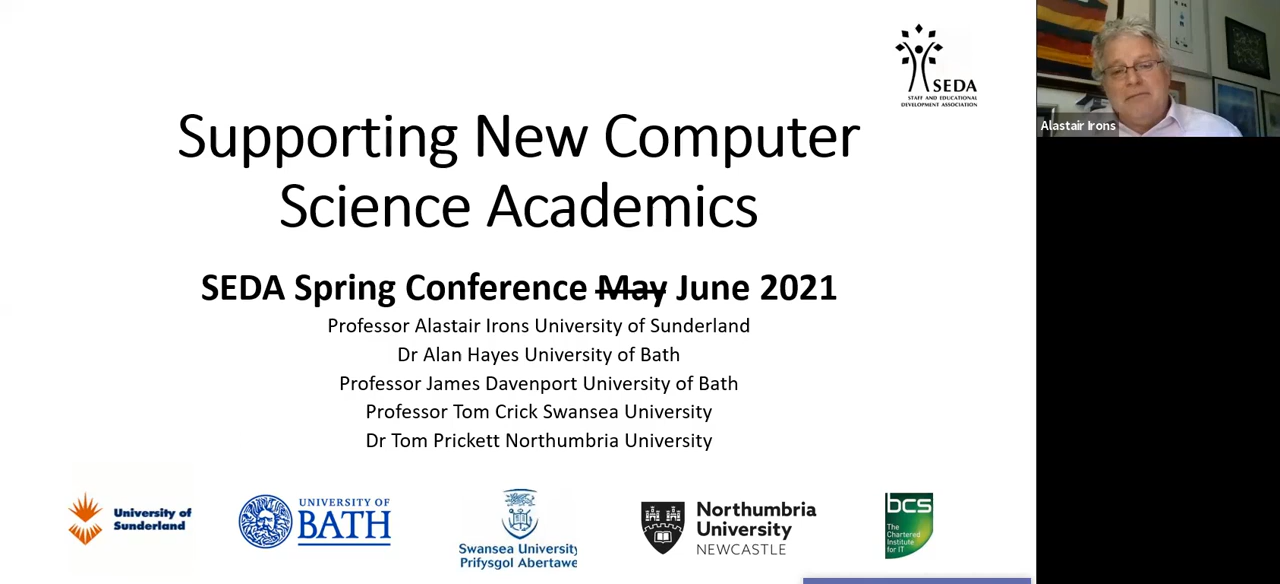 SEDA
STAFF AND EDUCATIONAL
DEVELOPMENT ASSOCIATION
Alastair Irons
Supporting New Computer
Science Academics
SEDA Spring Conference May June 2021
Professor Alastair Irons University of Sunderland
Dr Alan Hayes University of Bath
Professor James Davenport University of Bath
Professor Tom Crick Swansea University
Dr Tom Prickett Northumbria University
University of
Sunderland
UNIVERSITY OF
BATH
Swansea University
Prifysgol Abertawe
Northumbria
University
NEWCASTLE
bcs
The
Chartered
Institute
for IT